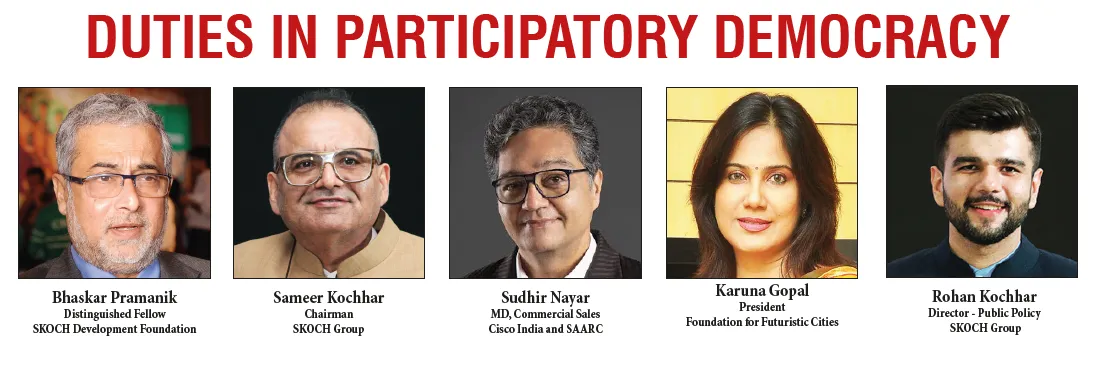 DUTIES IN PARTICIPATORY DEMOCRACY
Bhaskar Pramanik
Distinguished Fellow
SKOCH Development Foundation
Sameer Kochhar
Chairman
SKOCH Group
Sudhir Nayar
MD, Commercial Sales
Cisco India and SAARC
Karuna Gopal
President
Foundation for Futuristic Cities
Rohan Kochhar
Director - Public Policy
SKOCH Group